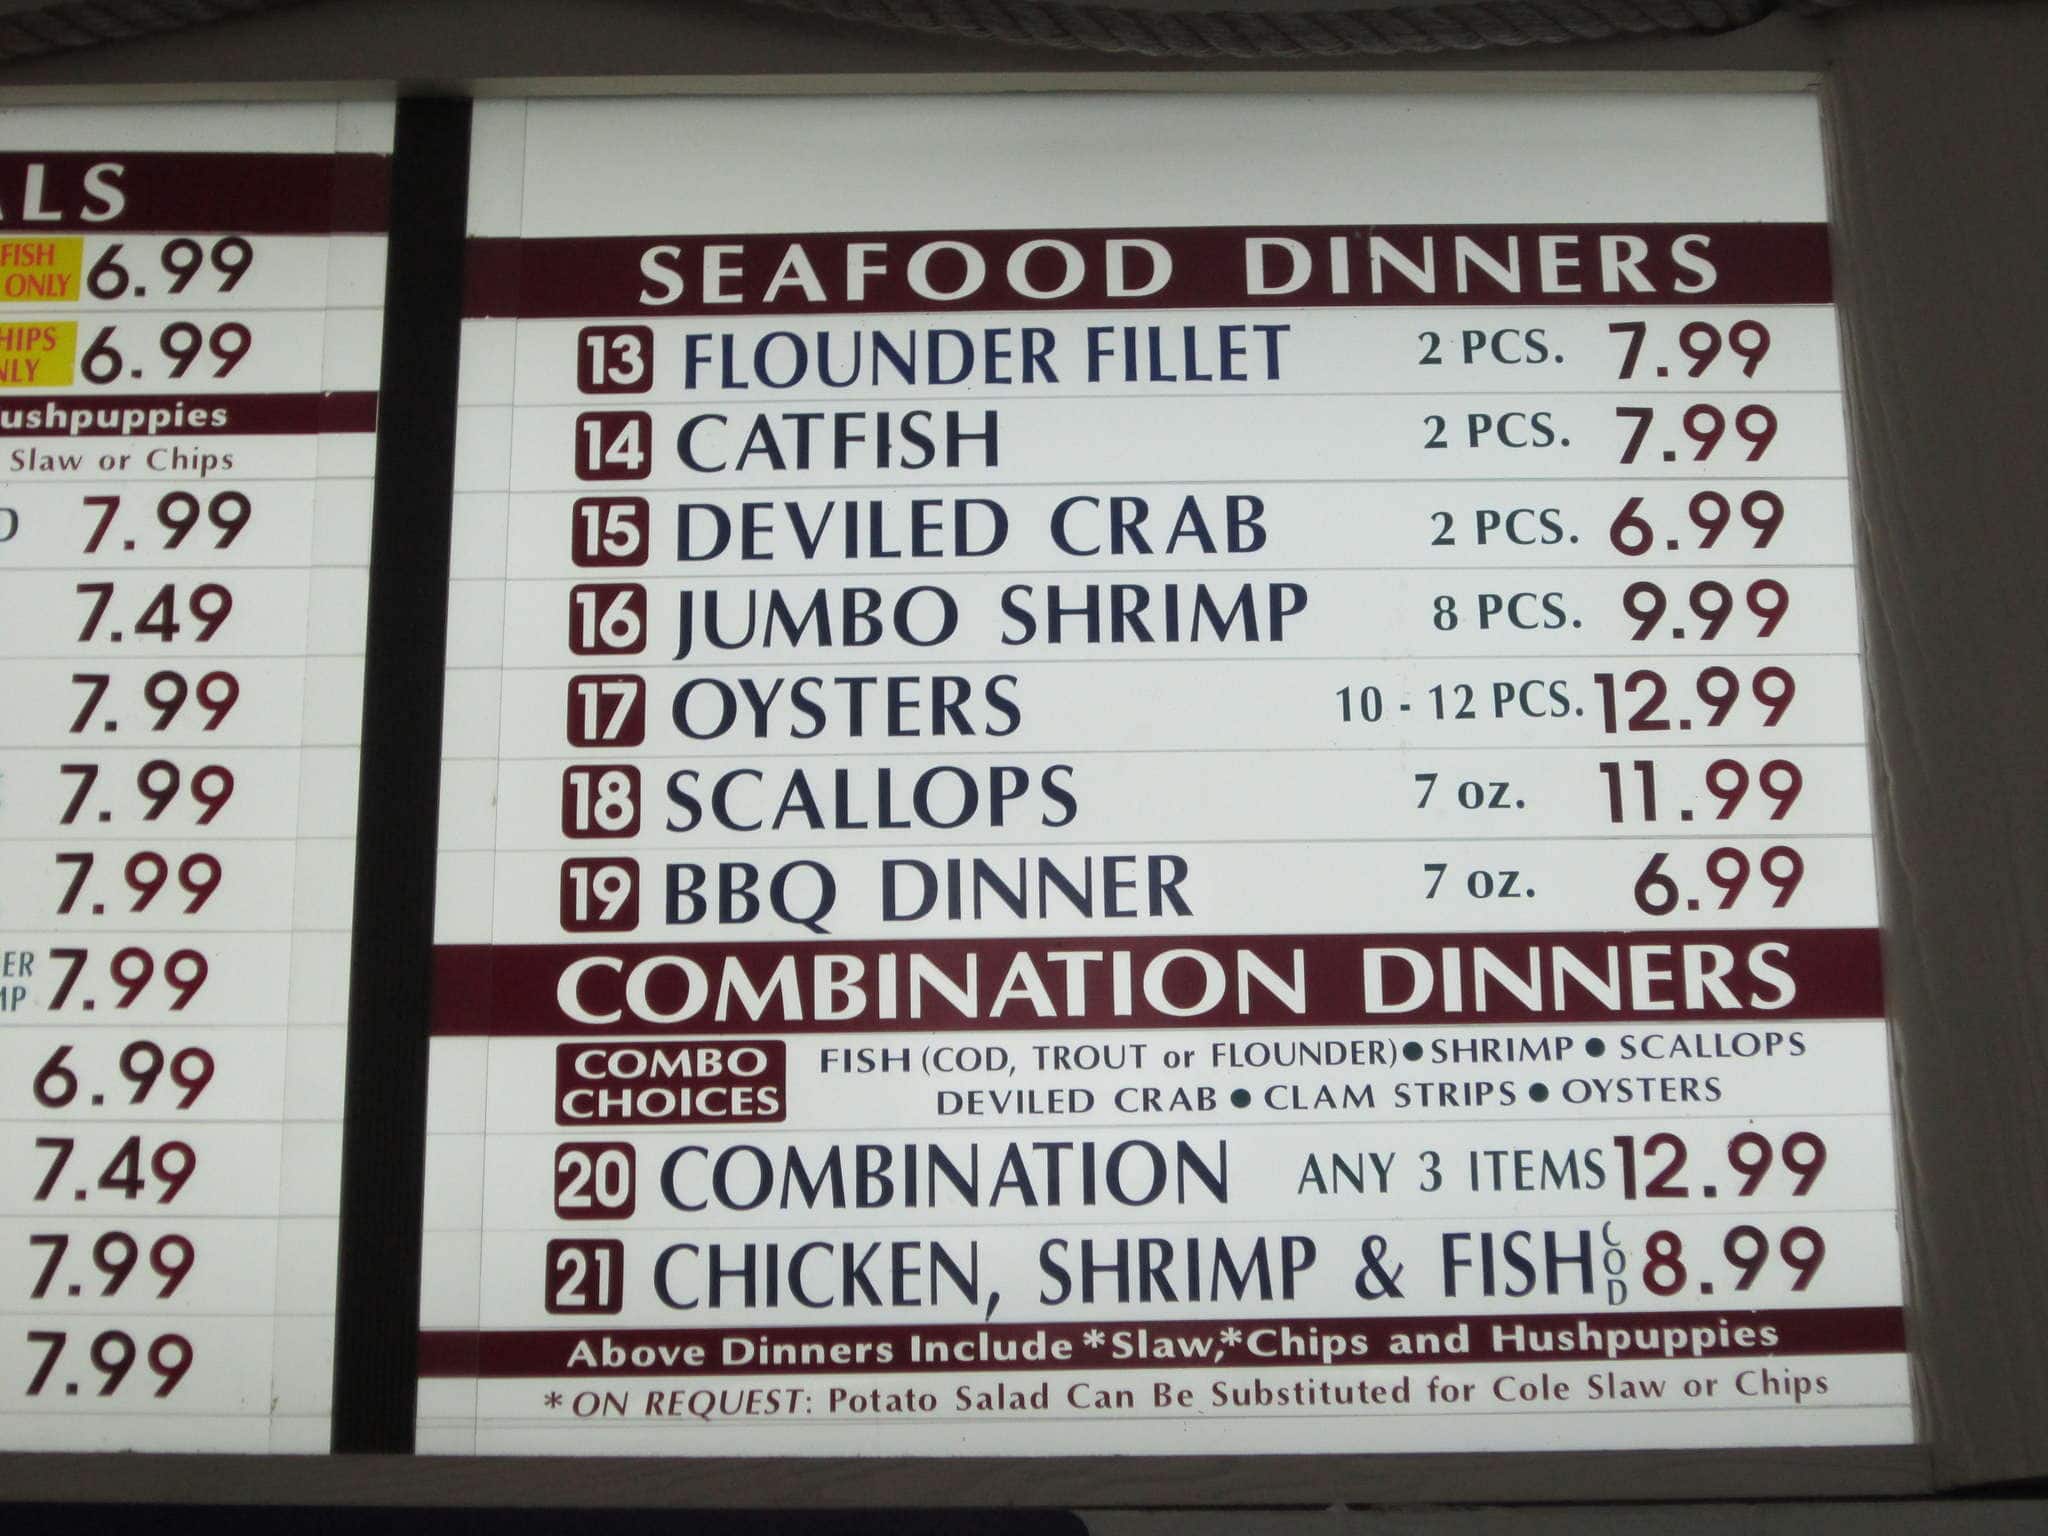 LS
FISH
ONLY 6.99
6.99
ushpuppies
Slaw or Chips
7.99
7.49
7.99
7.99
7.99
7.99
6.99
7.49
7.99
7.99
SEAFOOD DINNERS
13 FLOUNDER FILLET 2 PCS. 7.99
14 CATFISH 2 PCS. 7.99
15 DEVILED CRAB 2 PCS. 6.99
16 JUMBO SHRIMP 8 PCS. 9.99
17 OYSTERS 10 - 12 PCS. 12.99
18 SCALLOPS 7 oz. 11.99
19 BBQ DINNER 7 oz. 6.99
COMBINATION DINNERS
COMBO CHOICES
FISH (COD, TROUT or FLOUNDER) ● SHRIMP ● SCALLOPS
DEVILED CRAB ● CLAM STRIPS ● OYSTERS
20 COMBINATION ANY 3 ITEMS 12.99
21 CHICKEN, SHRIMP & FISH COD 8.99
Above Dinners Include *Slaw,*Chips and Hushpuppies
* ON REQUEST: Potato Salad Can Be Substituted for Cole Slaw or Chips